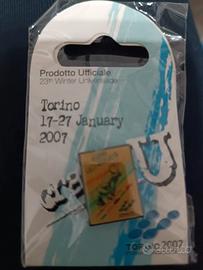 Prodotto Ufficiale
23rd Winter Universiade
Torino
17-27 January
2007
U
TORINO 2007